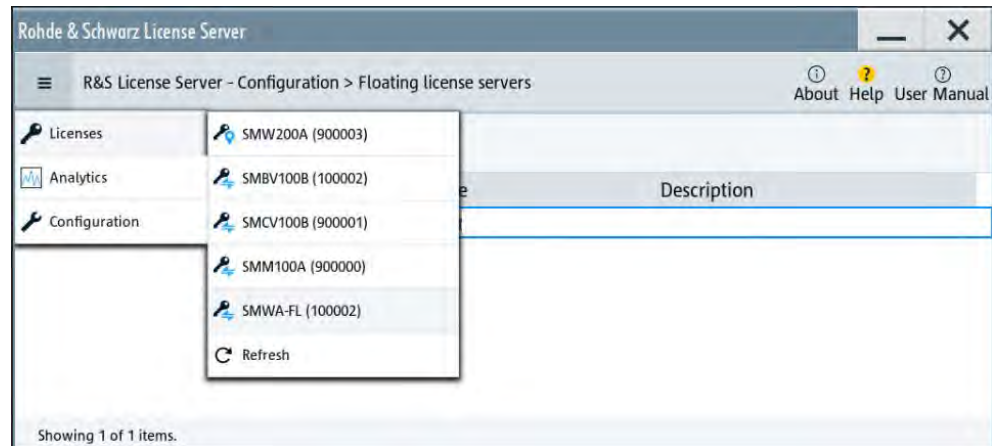 Rohde & Schwarz License Server
≡ R&S License Server - Configuration > Floating license servers
About Help User Manual
Licenses
Analytics
Configuration
SMW200A (900003)
SMBV100B (100002)
SMCV100B (900001)
SMM100A (900000)
SMWA-FL (100002)
Refresh
Description
Showing 1 of 1 items.